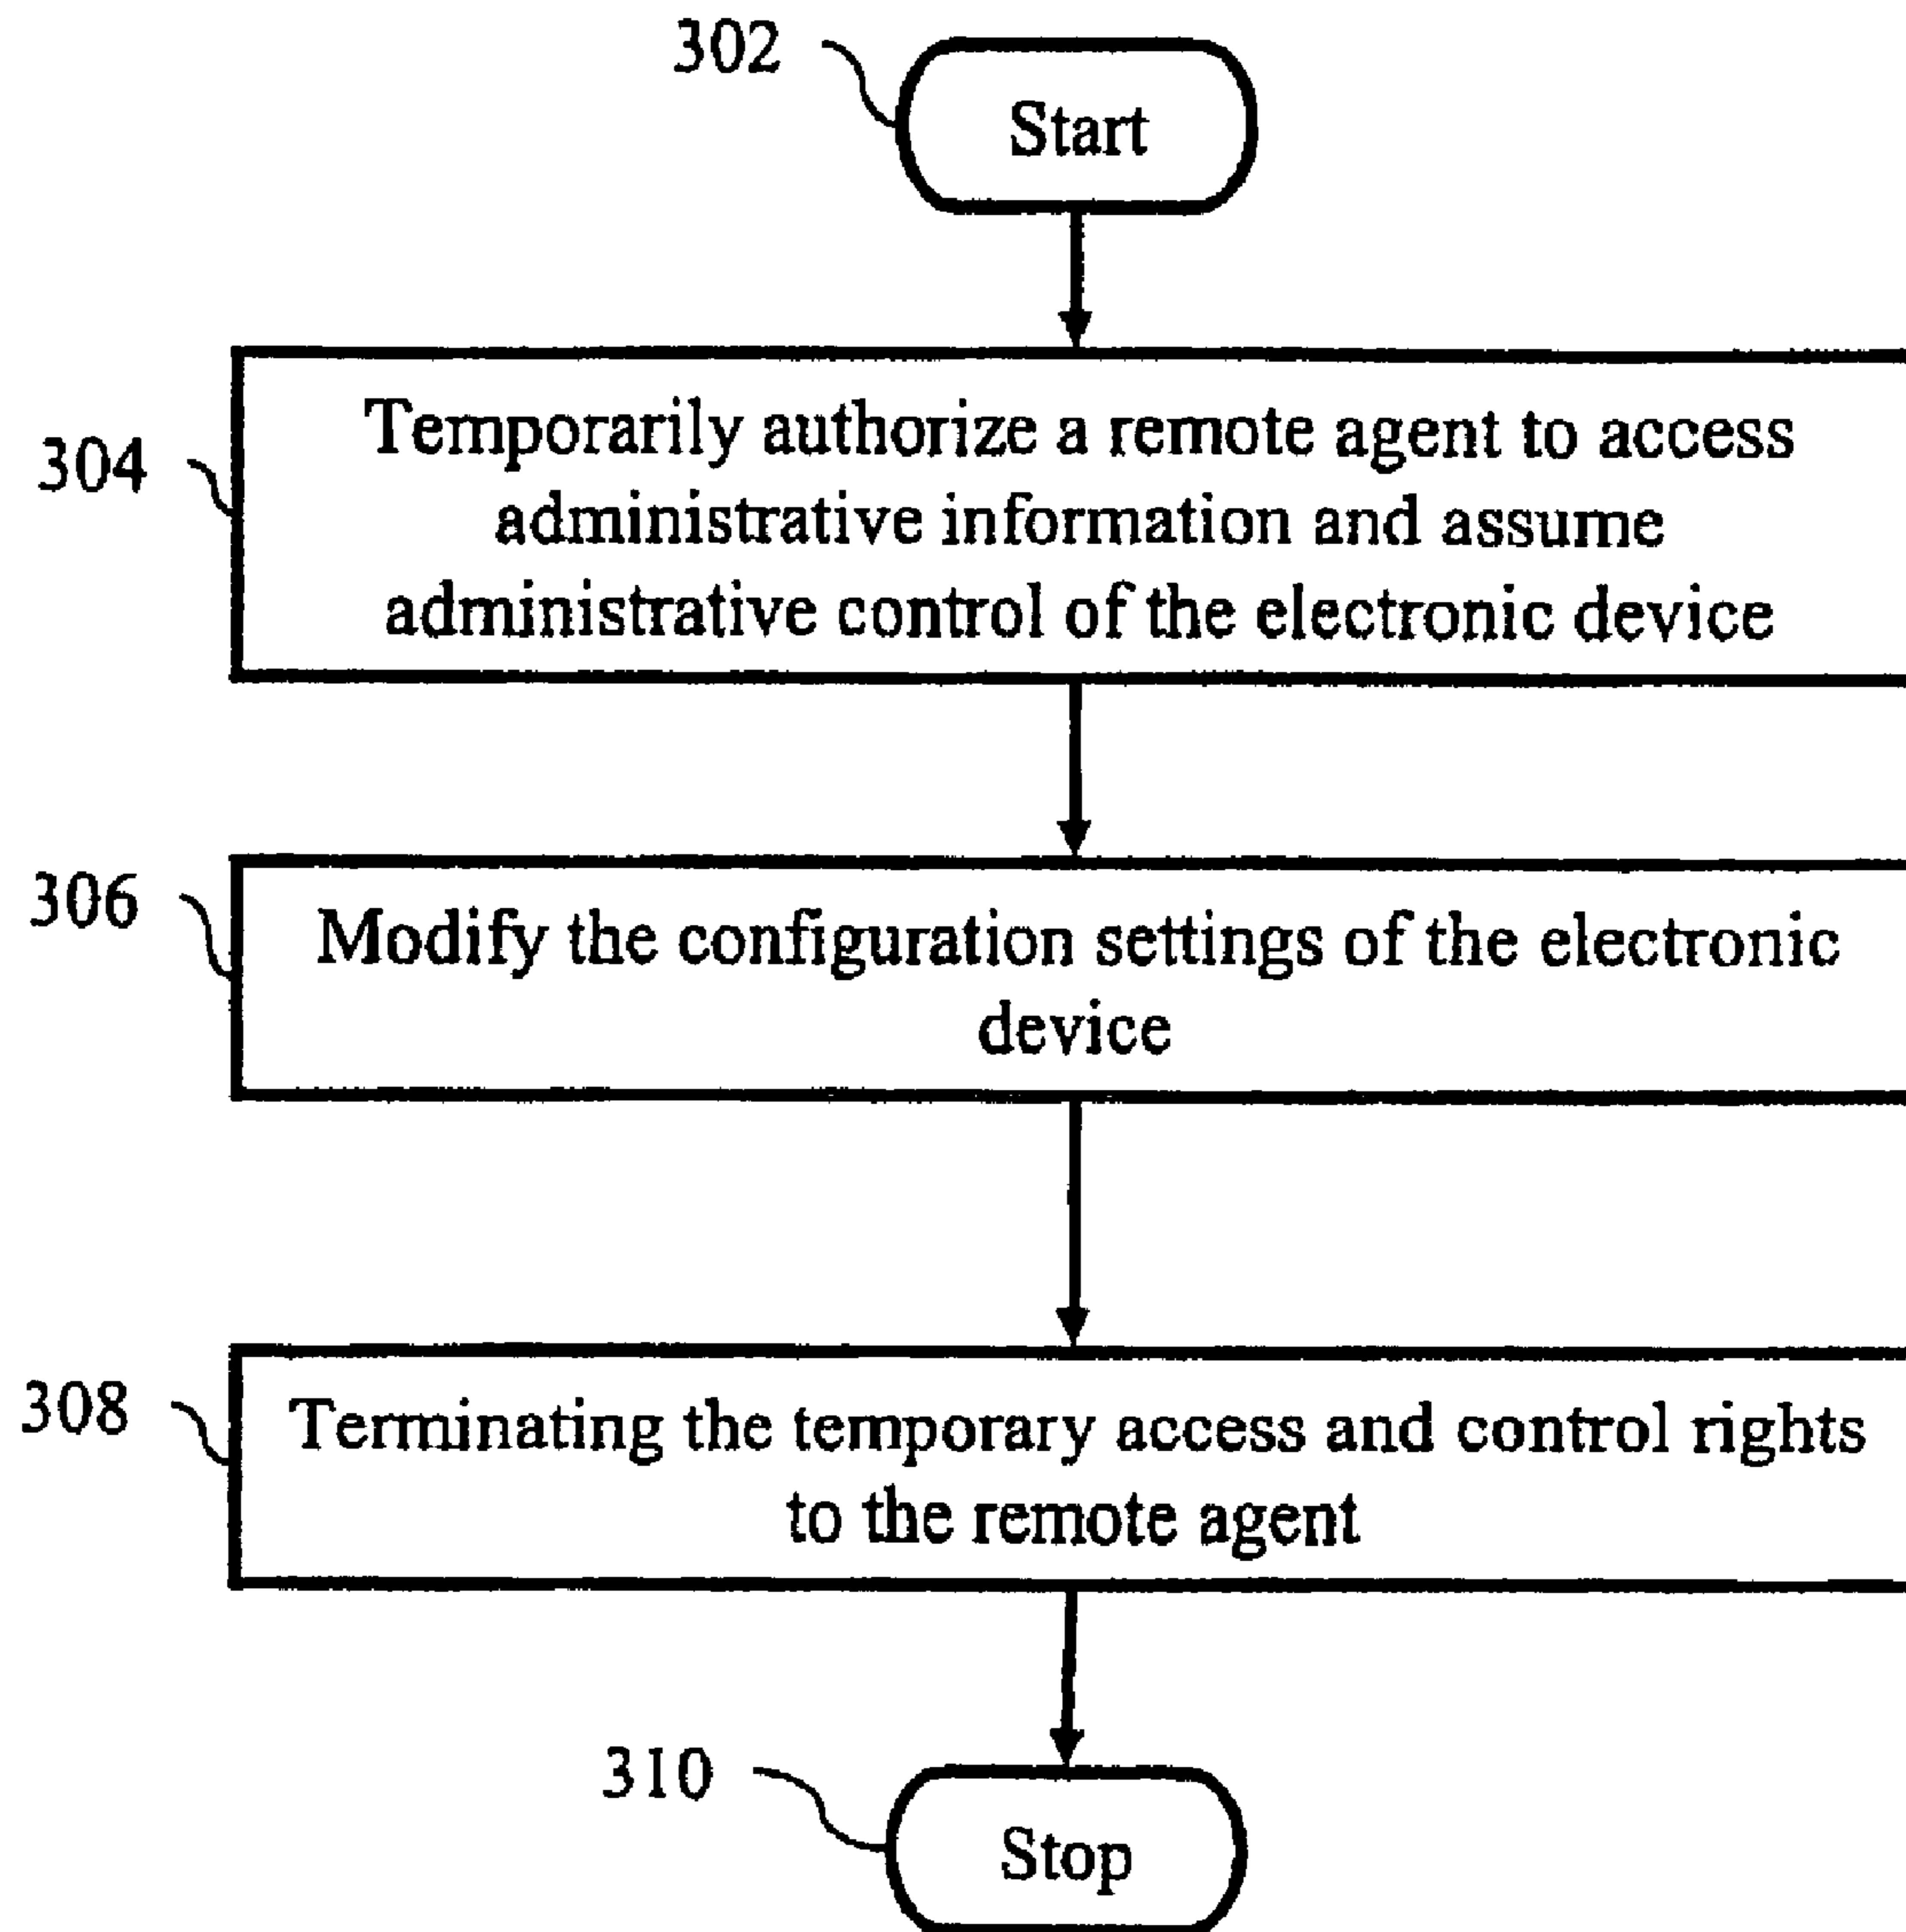 302
Start
304
Temporarily authorize a remote agent to access
administrative information and assume
administrative control of the electronic device
306
Modify the configuration settings of the electronic
device
308
Terminating the temporary access and control rights
to the remote agent
310
Stop